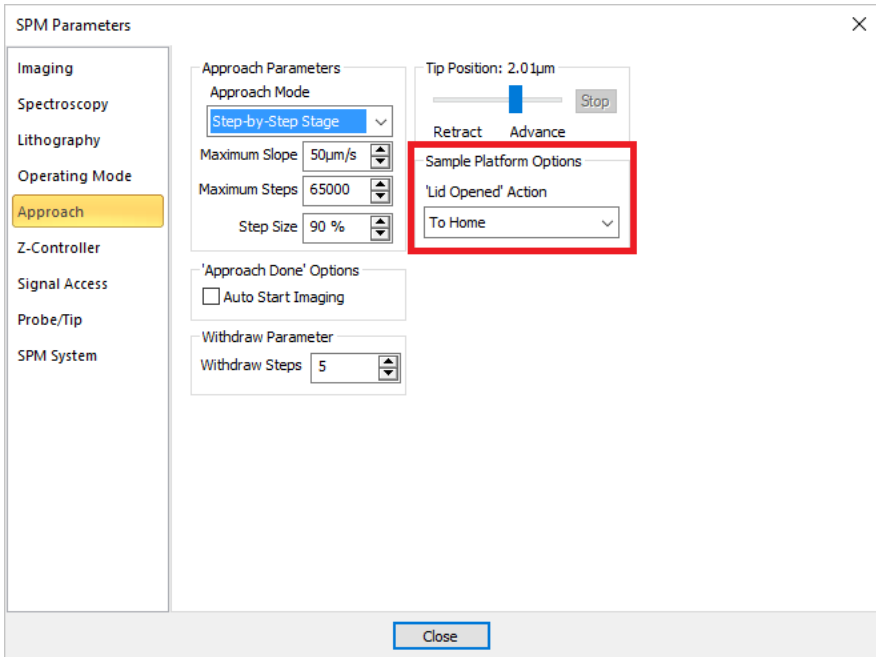 SPM Parameters
Imaging
Spectroscopy
Lithography
Operating Mode
Approach
Z-Controller
Signal Access
Probe/Tip
SPM System
Approach Parameters
Approach Mode
Step-by-Step Stage
Maximum Slope 50µm/s
Maximum Steps 65000
Step Size 90 %
'Approach Done' Options
Auto Start Imaging
Withdraw Parameter
Withdraw Steps 5
Tip Position: 2.01µm
Stop
Retract Advance
Sample Platform Options
'Lid Opened' Action
To Home
Close